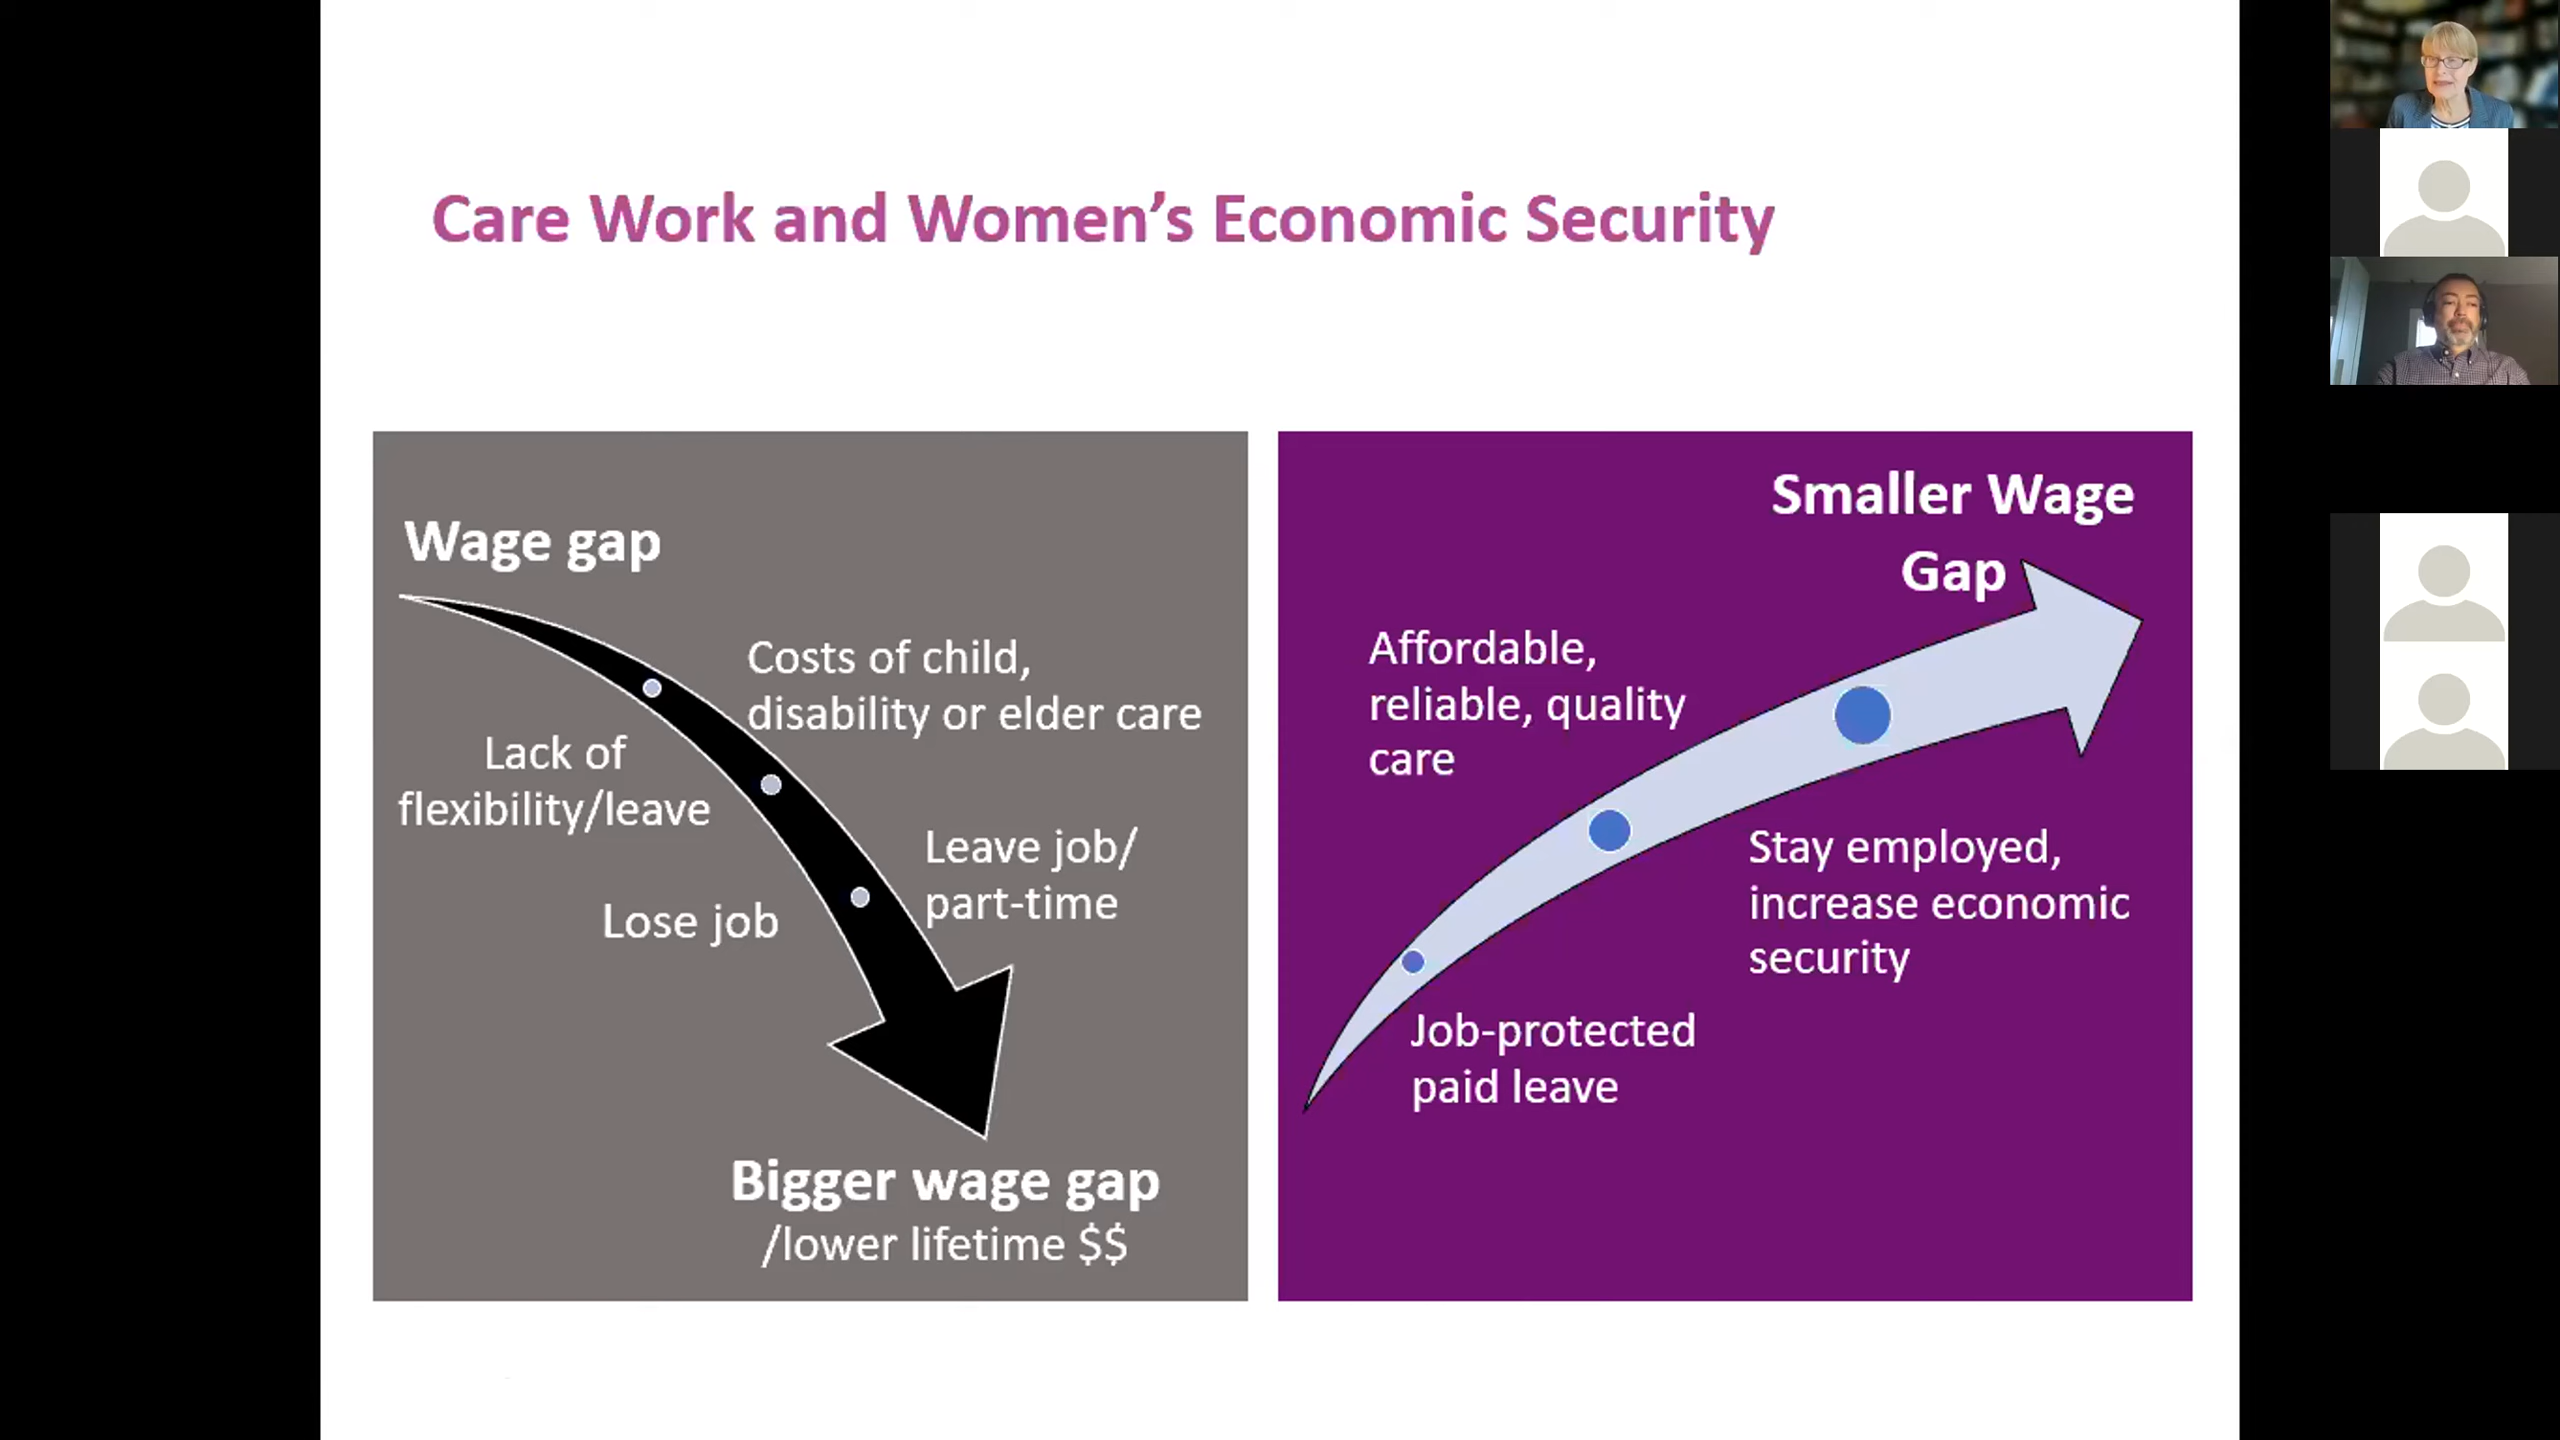 Care Work and Women’s Economic Security
Wage gap
Costs of child,
disability or elder care
Lack of
flexibility/leave
Leave job/
part-time
Lose job
Bigger wage gap
/lower lifetime $$
Smaller Wage
Gap
Affordable,
reliable, quality
care
Stay employed,
increase economic
security
Job-protected
paid leave